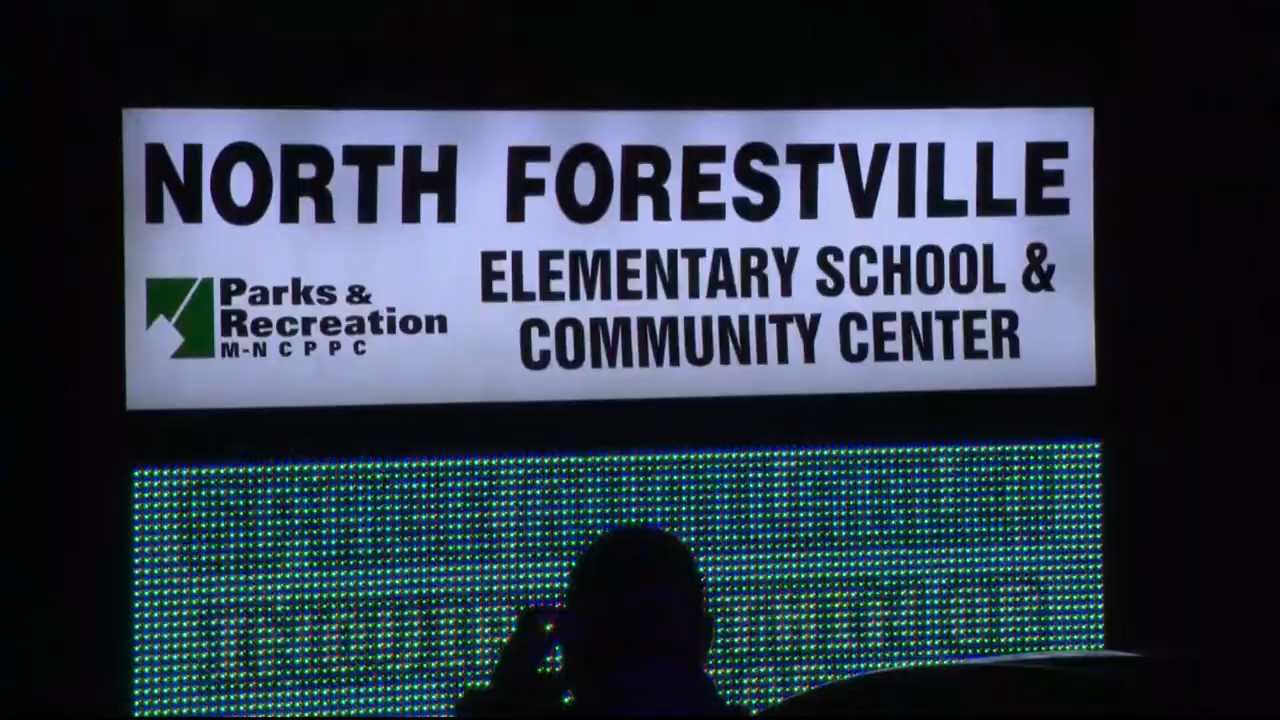 NORTH FORESTVILLE
ELEMENTARY SCHOOL &
COMMUNITY CENTER
Parks &
Recreation
M-NCPPC